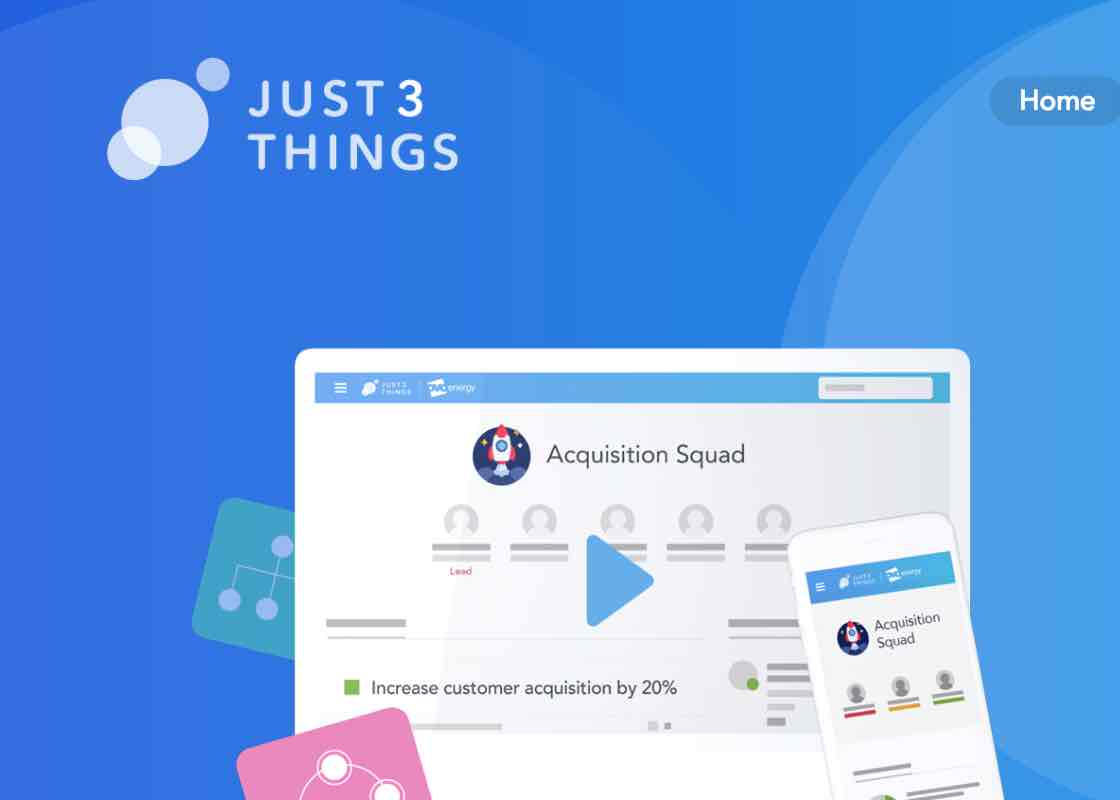 JUST 3
THINGS
Home
JUST 3
THINGS
energy
Acquisition Squad
Lead
Increase customer acquisition by 20%
JUST 3
THINGS
energy
Acquisition
Squad